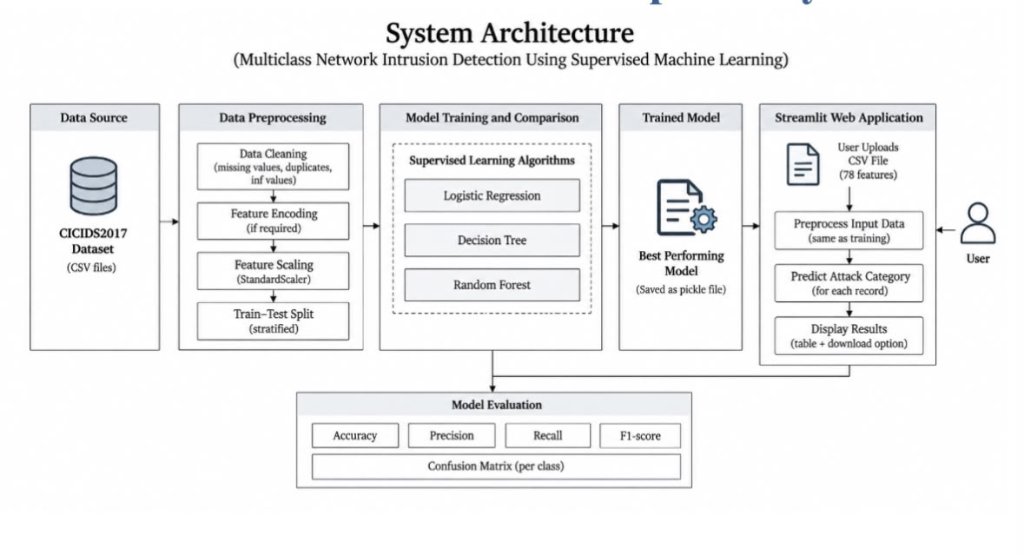 System Architecture
(Multiclass Network Intrusion Detection Using Supervised Machine Learning)
Data Source
CICIDS2017
Dataset
(CSV files)
Data Preprocessing
Data Cleaning
(missing values, duplicates,
inf values)
Feature Encoding
(if required)
Feature Scaling
(StandardScaler)
Train–Test Split
(stratified)
Model Training and Comparison
Supervised Learning Algorithms
Logistic Regression
Decision Tree
Random Forest
Trained Model
Best Performing
Model
(Saved as pickle file)
Streamlit Web Application
User Uploads
CSV File
(78 features)
Preprocess Input Data
(same as training)
Predict Attack Category
(for each record)
Display Results
(table + download option)
User
Model Evaluation
Accuracy
Precision
Recall
F1-score
Confusion Matrix (per class)